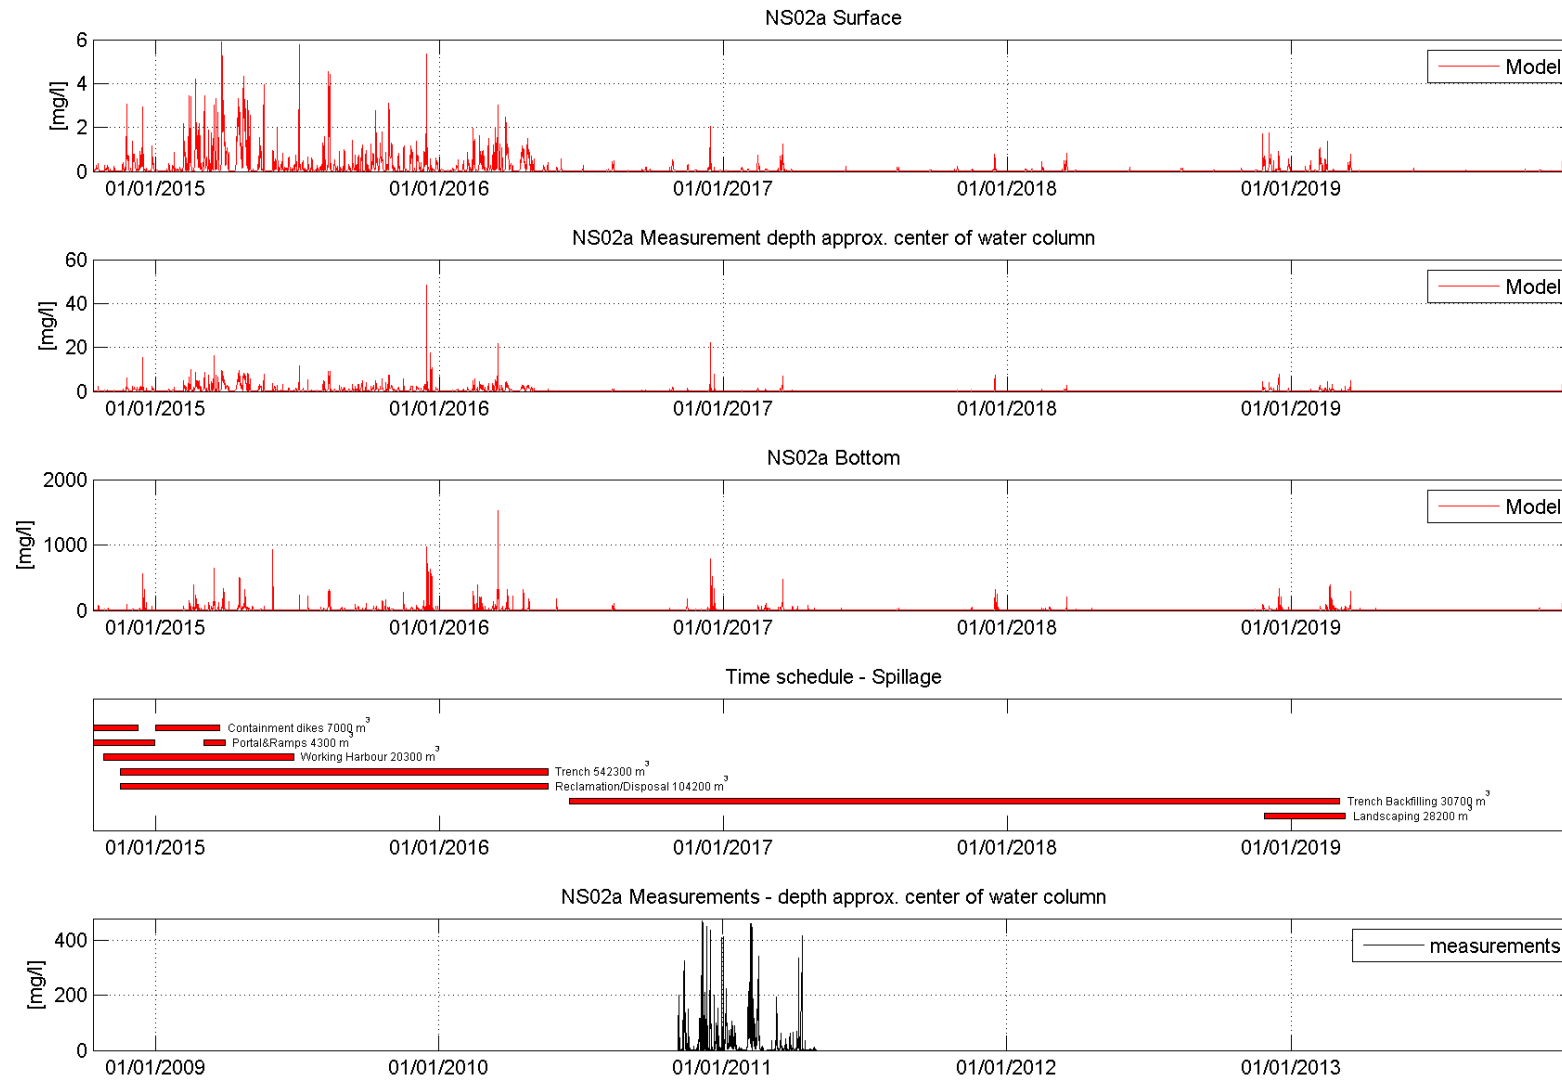 NS02a Surface
6
4
2
0
[mg/l]
Model
01/01/2015 01/01/2016 01/01/2017 01/01/2018 01/01/2019
NS02a Measurement depth approx. center of water column
60
40
20
0
[mg/l]
Model
01/01/2015 01/01/2016 01/01/2017 01/01/2018 01/01/2019
NS02a Bottom
2000
1000
0
[mg/l]
Model
01/01/2015 01/01/2016 01/01/2017 01/01/2018 01/01/2019
Time schedule - Spillage
Containment dikes 7000 m³
Portal&Ramps 4300 m³
Working Harbour 20300 m³
Trench 542300 m³
Reclamation/Disposal 104200 m³
Trench Backfilling 30700 m³
Landscaping 28200 m³
01/01/2015 01/01/2016 01/01/2017 01/01/2018 01/01/2019
NS02a Measurements - depth approx. center of water column
400
200
0
[mg/l]
measurements
01/01/2009 01/01/2010 01/01/2011 01/01/2012 01/01/2013